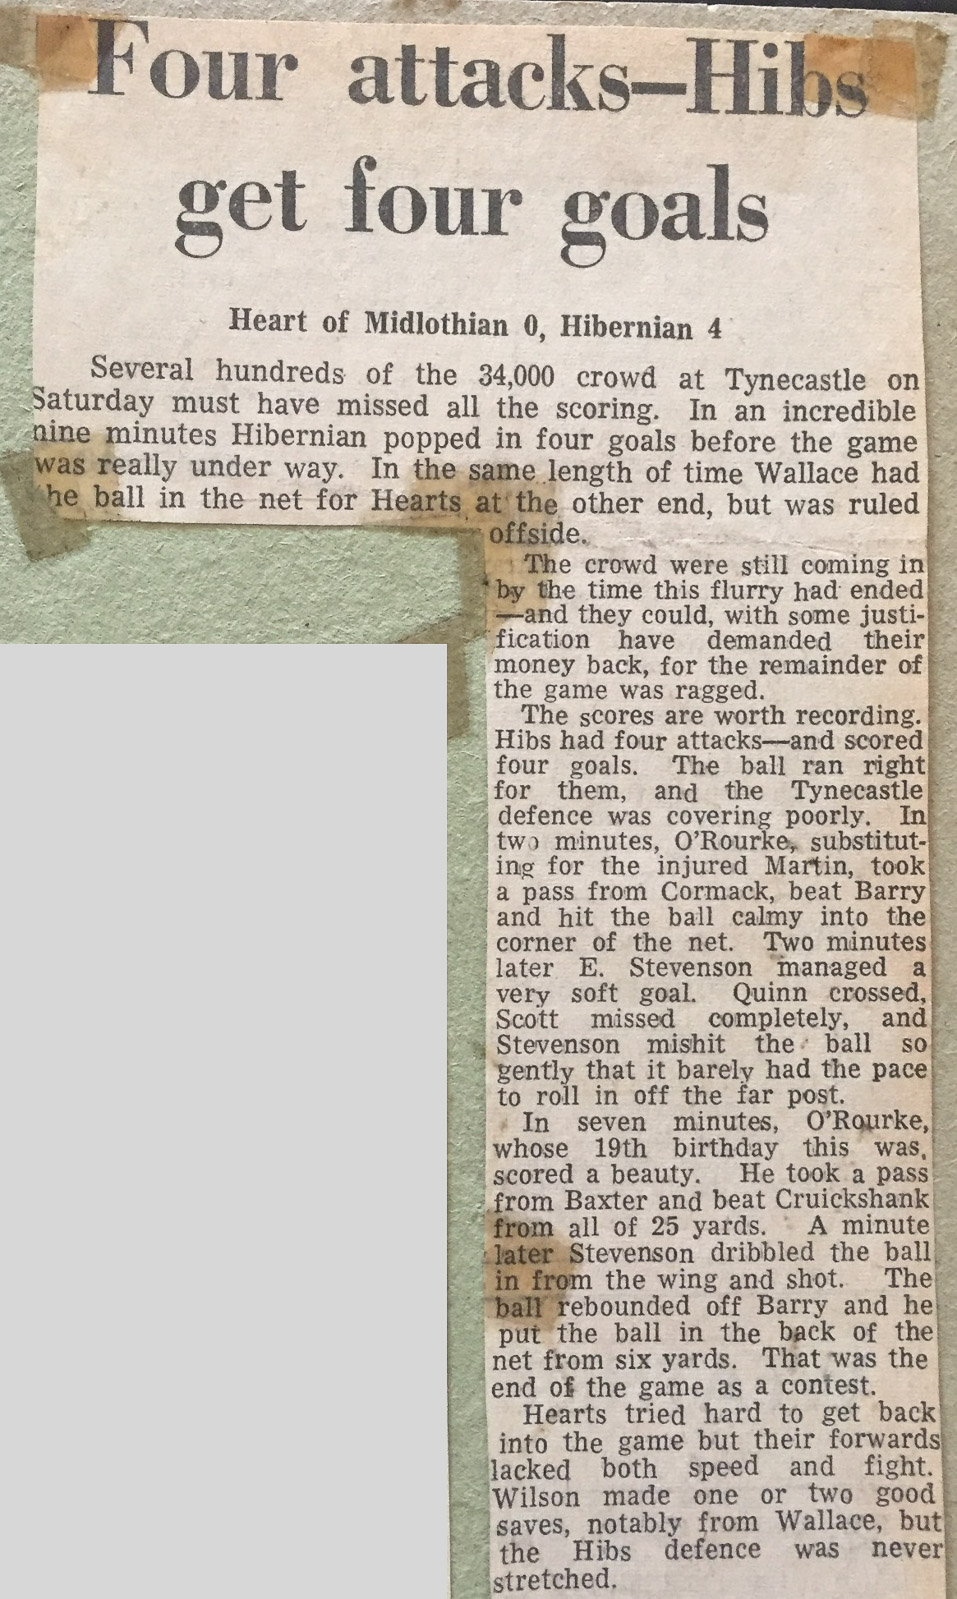 Four attacks—Hibs
get four goals
Heart of Midlothian 0, Hibernian 4
Several hundreds of the 34,000 crowd at Tynecastle on
Saturday must have missed all the scoring. In an incredible
nine minutes Hibernian popped in four goals before the game
was really under way. In the same length of time Wallace had
he ball in the net for Hearts at the other end, but was ruled
offside.
The crowd were still coming in
by the time this flurry had ended
—and they could, with some justi-
fication have demanded their
money back, for the remainder of
the game was ragged.
The scores are worth recording.
Hibs had four attacks—and scored
four goals. The ball ran right
for them, and the Tynecastle
defence was covering poorly. In
two minutes, O'Rourke, substitut-
ing for the injured Martin, took
a pass from Cormack, beat Barry
and hit the ball calmy into the
corner of the net. Two minutes
later E. Stevenson managed a
very soft goal. Quinn crossed,
Scott missed completely, and
Stevenson mishit the ball so
gently that it barely had the pace
to roll in off the far post.
In seven minutes, O'Rourke,
whose 19th birthday this was,
scored a beauty. He took a pass
from Baxter and beat Cruickshank
from all of 25 yards. A minute
later Stevenson dribbled the ball
in from the wing and shot. The
ball rebounded off Barry and he
put the ball in the back of the
net from six yards. That was the
end of the game as a contest.
Hearts tried hard to get back
into the game but their forwards
lacked both speed and fight.
Wilson made one or two good
saves, notably from Wallace, but
the Hibs defence was never
stretched.